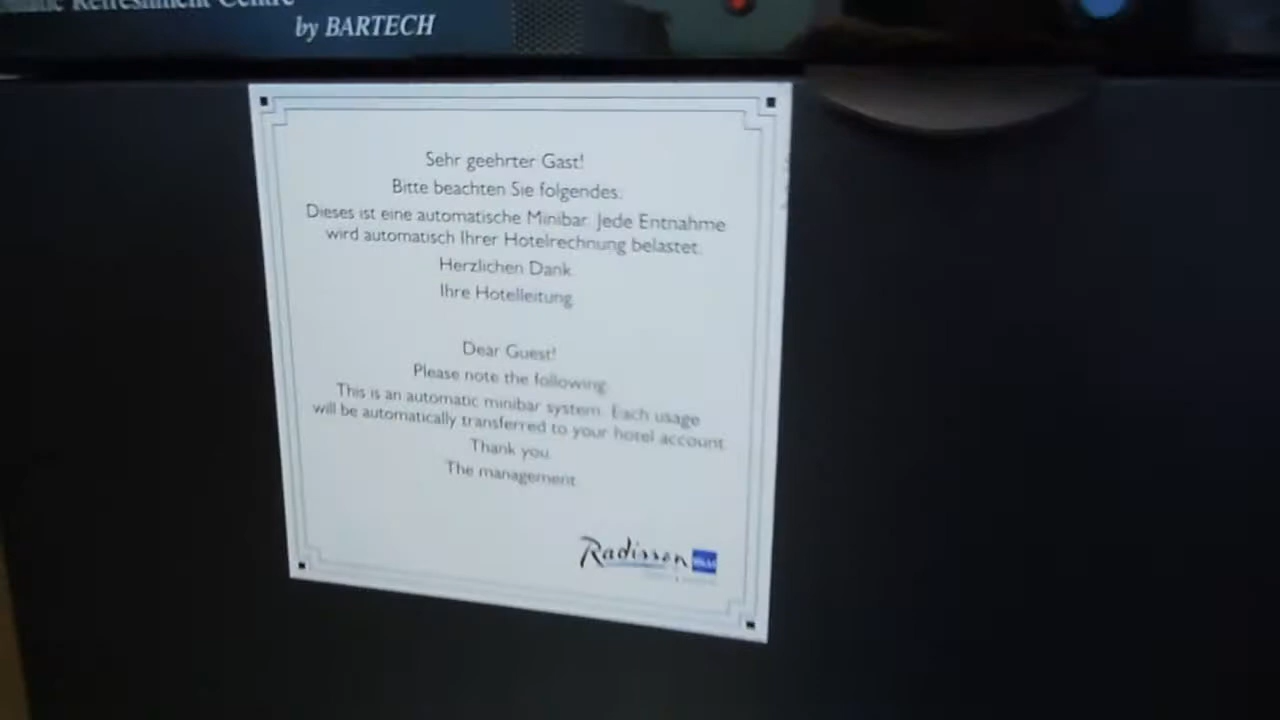 Refreshment Centre
by BARTECH
Sehr geehrter Gast!
Bitte beachten Sie folgendes:
Dieses ist eine automatische Minibar. Jede Entnahme
wird automatisch Ihrer Hotelrechnung belastet.
Herzlichen Dank
Ihre Hotelleitung
Dear Guest!
Please note the following:
This is an automatic minibar system. Each usage
will be automatically transferred to your hotel account.
Thank you.
The management
Radisson